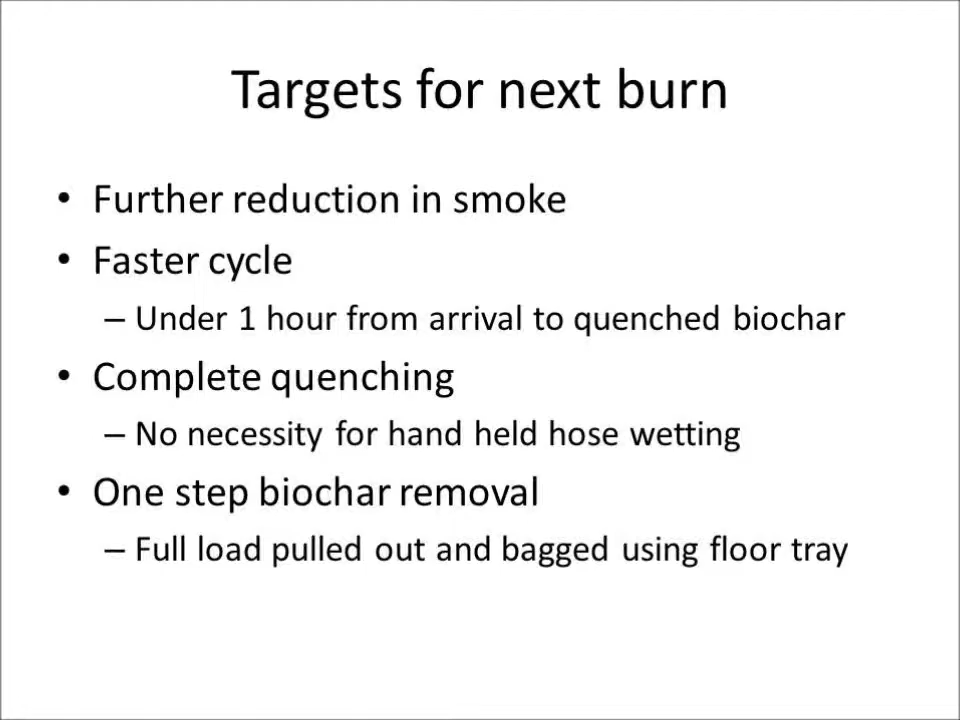 Targets for next burn
• Further reduction in smoke
• Faster cycle
– Under 1 hour from arrival to quenched biochar
• Complete quenching
– No necessity for hand held hose wetting
• One step biochar removal
– Full load pulled out and bagged using floor tray